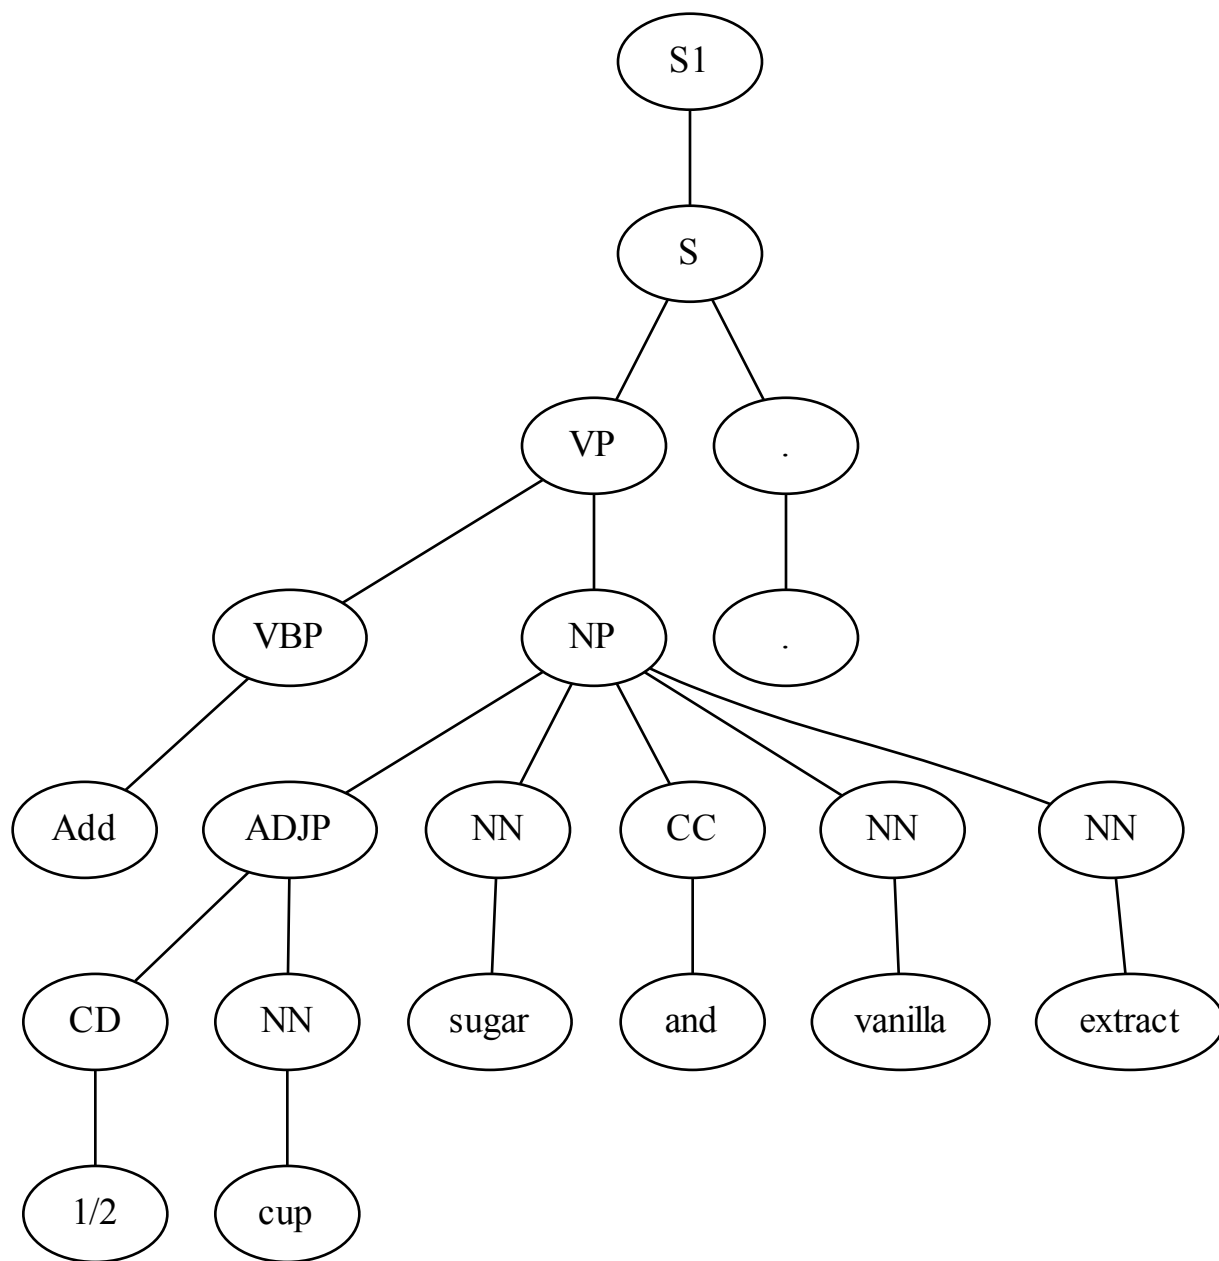 S1
S
VP .
VBP NP .
Add ADJP NN CC NN NN
CD NN sugar and vanilla extract
1/2 cup